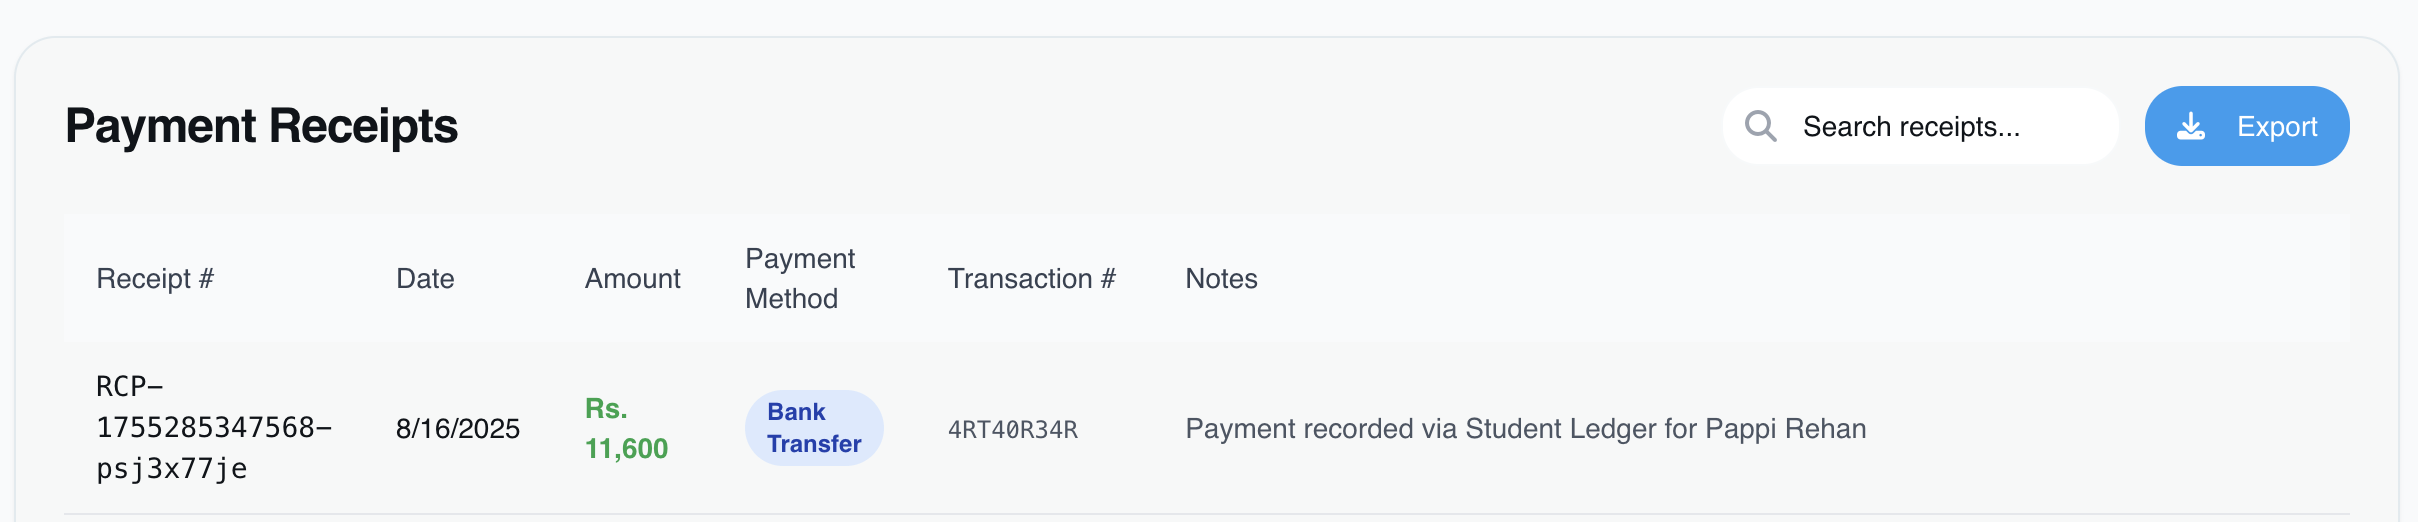 Payment Receipts
Search receipts...
Export
Receipt #
Date
Amount
Payment
Method
Transaction #
Notes
RCP-
1755285347568-
psj3x77je
8/16/2025
Rs.
11,600
Bank
Transfer
4RT40R34R
Payment recorded via Student Ledger for Pappi Rehan